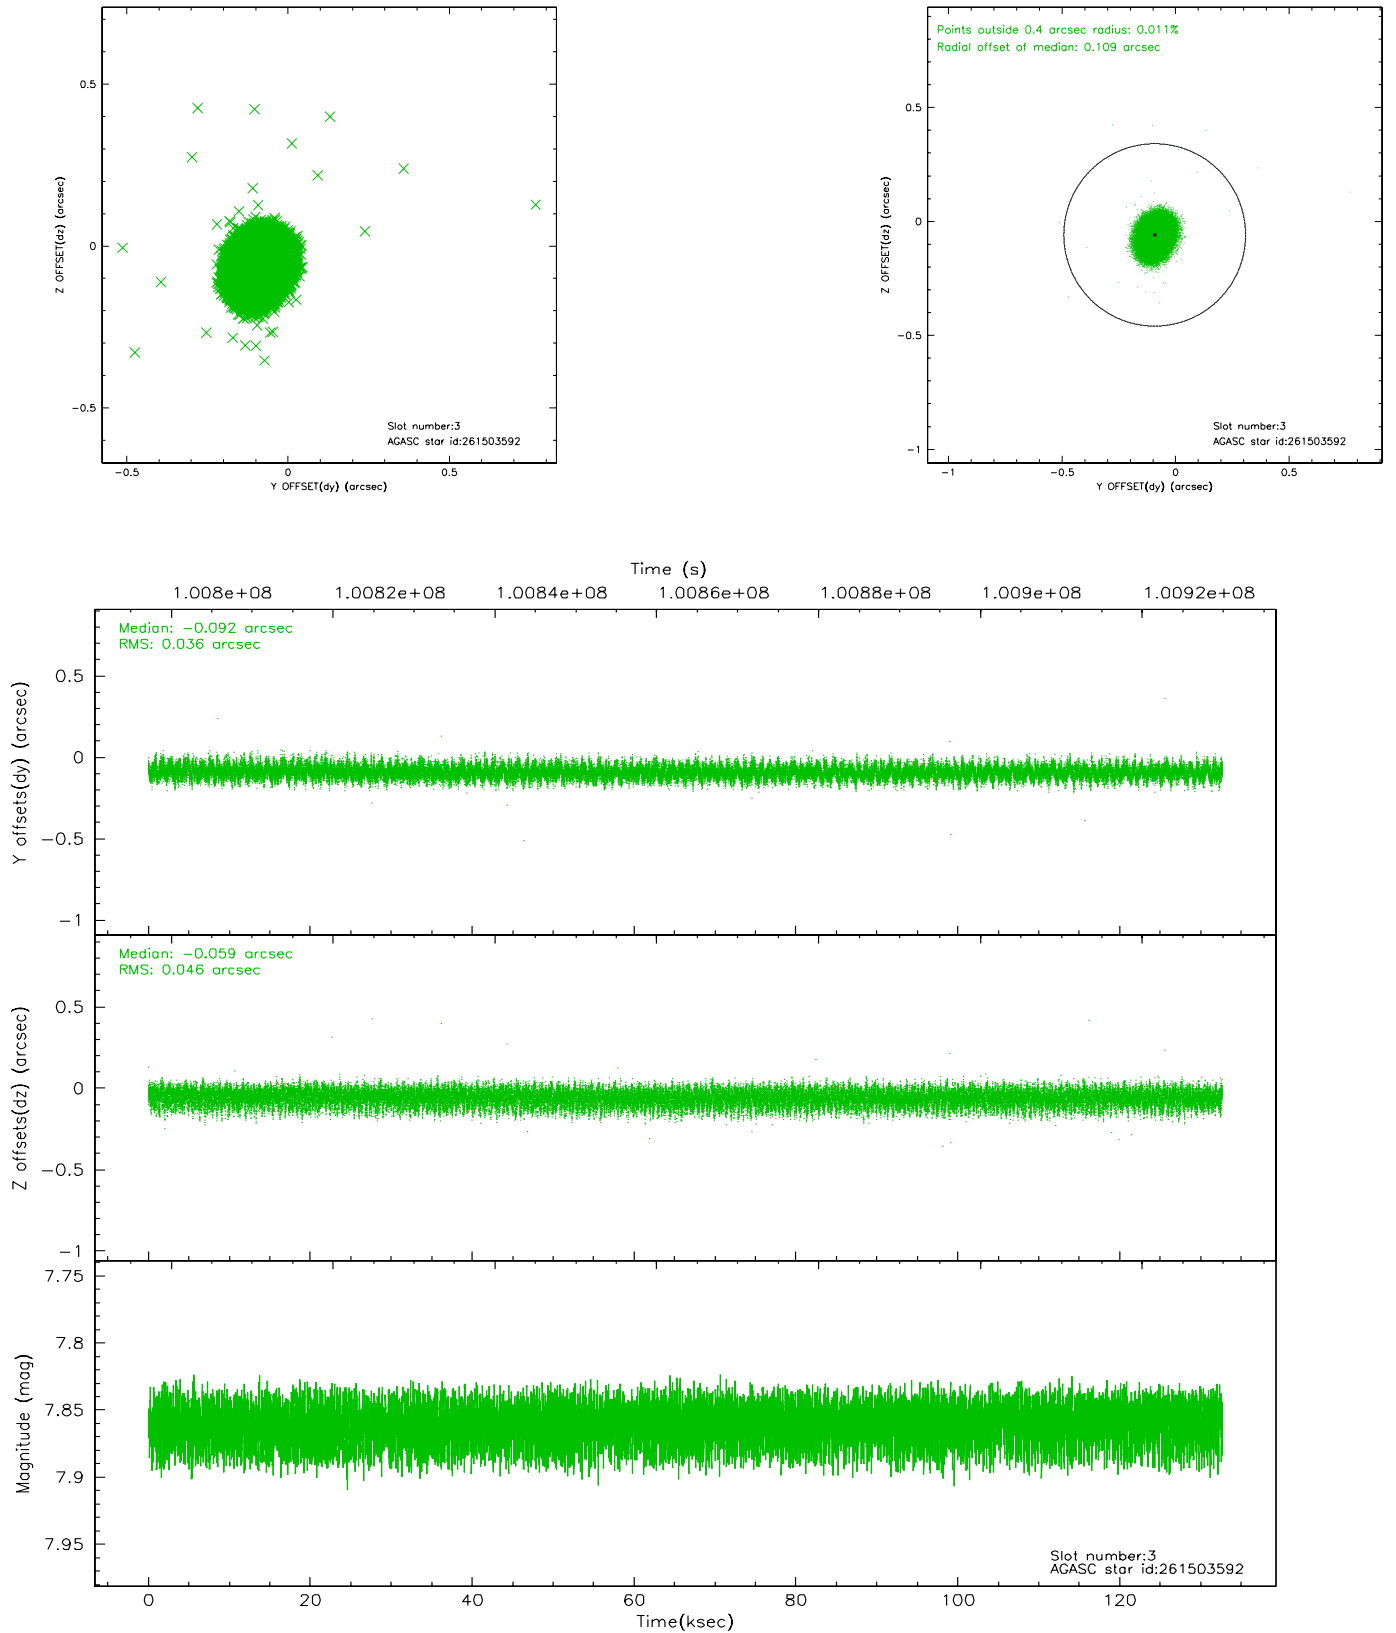 0.5
0
-0.5
Z OFFSET(dz) (arcsec)
Slot number:3
AGASC star id:261503592
-0.5 0 0.5
Y OFFSET(dy) (arcsec)
Points outside 0.4 arcsec radius: 0.011%
Radial offset of median: 0.109 arcsec
0.5
0
-0.5
-1
Z OFFSET(dz) (arcsec)
Slot number:3
AGASC star id:261503592
-1 -0.5 0 0.5
Y OFFSET(dy) (arcsec)
Time (s)
1.008e+08 1.0082e+08 1.0084e+08 1.0086e+08 1.0088e+08 1.009e+08 1.0092e+08
Median: -0.092 arcsec
RMS: 0.036 arcsec
0.5
0
-0.5
-1
Y offsets(dy) (arcsec)
Median: -0.059 arcsec
RMS: 0.046 arcsec
0.5
0
-0.5
-1
Z offsets(dz) (arcsec)
7.75
7.8
7.85
7.9
7.95
Magnitude (mag)
Slot number:3
AGASC star id:261503592
0 20 40 60 80 100 120
Time(ksec)